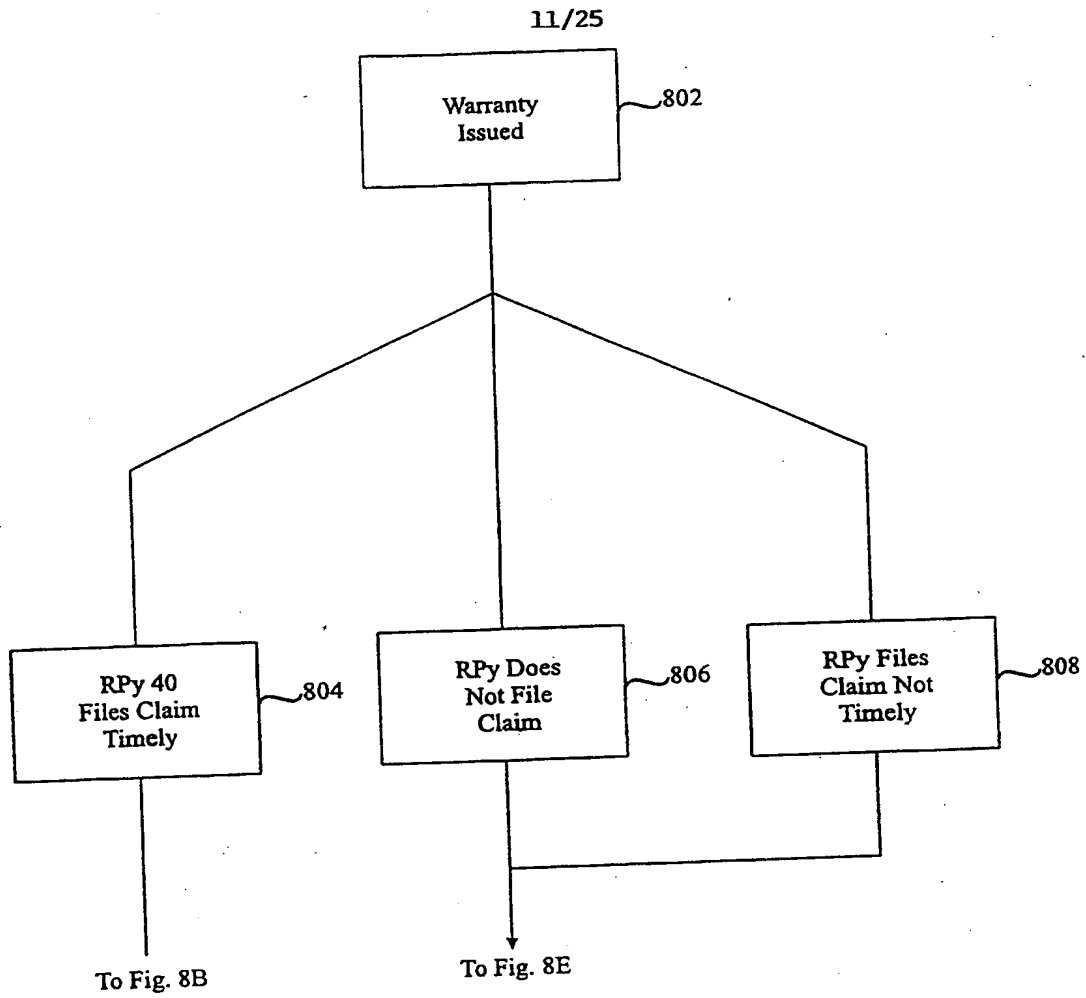 11/25
Warranty
Issued
802
RPy 40
Files Claim
Timely
804
RPy Does
Not File
Claim
806
RPy Files
Claim Not
Timely
808
To Fig. 8B
To Fig. 8E